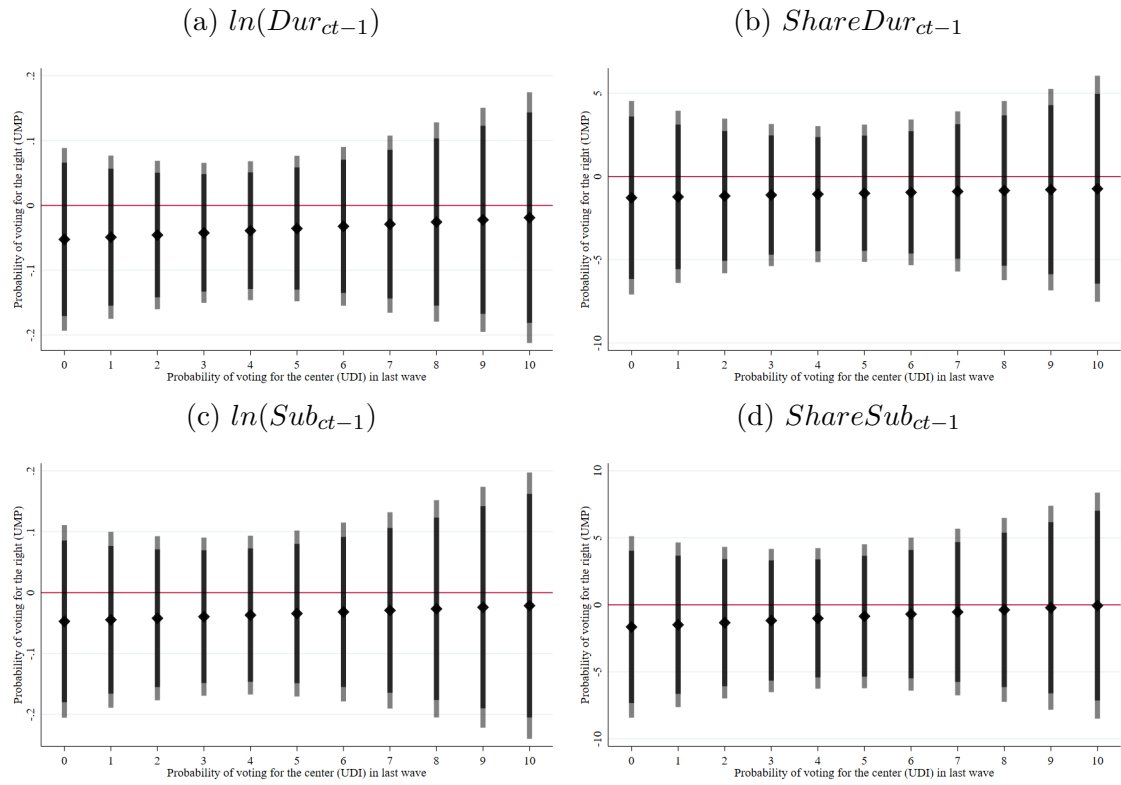 (a) ln(Dur_{ct−1})
Probability of voting for the right (UMP)
.2
.1
0
-.1
-.2
0 1 2 3 4 5 6 7 8 9 10
Probability of voting for the center (UDI) in last wave
(b) ShareDur_{ct−1}
Probability of voting for the right (UMP)
5
0
-5
-10
0 1 2 3 4 5 6 7 8 9 10
Probability of voting for the center (UDI) in last wave
(c) ln(Sub_{ct−1})
Probability of voting for the right (UMP)
.2
.1
0
-.1
-.2
0 1 2 3 4 5 6 7 8 9 10
Probability of voting for the center (UDI) in last wave
(d) ShareSub_{ct−1}
Probability of voting for the right (UMP)
10
5
0
-5
-10
0 1 2 3 4 5 6 7 8 9 10
Probability of voting for the center (UDI) in last wave